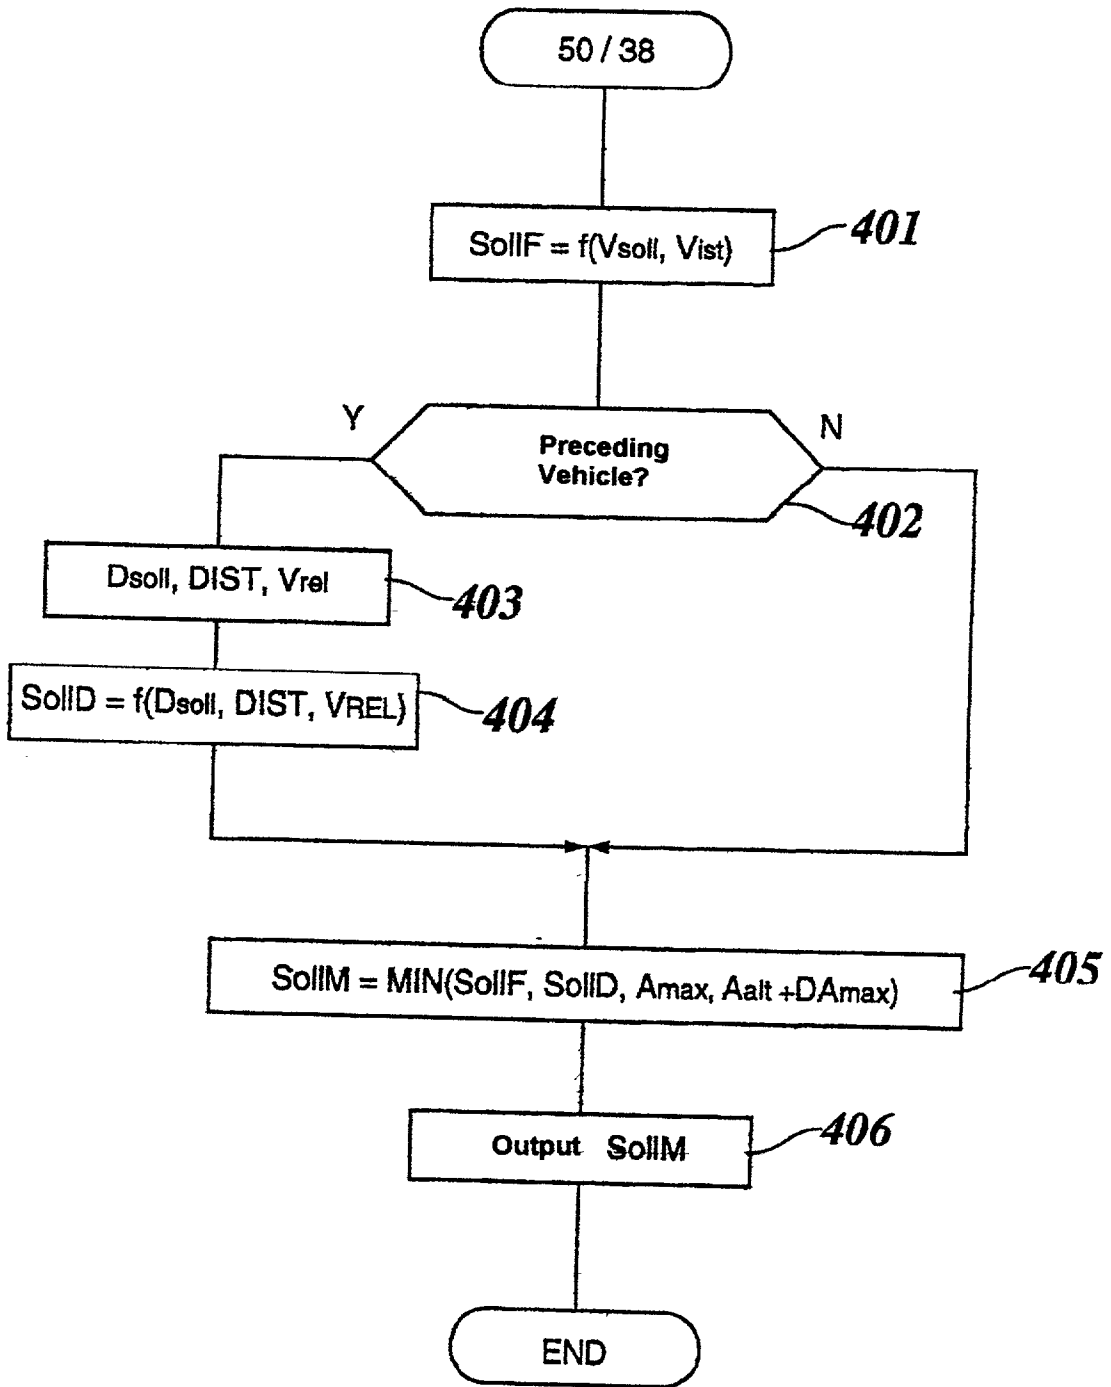 50 / 38
SollF = f(Vsoll, Vist)
401
Y
N
Preceding
Vehicle?
402
Dsoll, DIST, Vrel
403
SollD = f(Dsoll, DIST, VREL)
404
SollM = MIN(SollF, SollD, Amax, Aalt +DAmax)
405
Output SollM
406
END